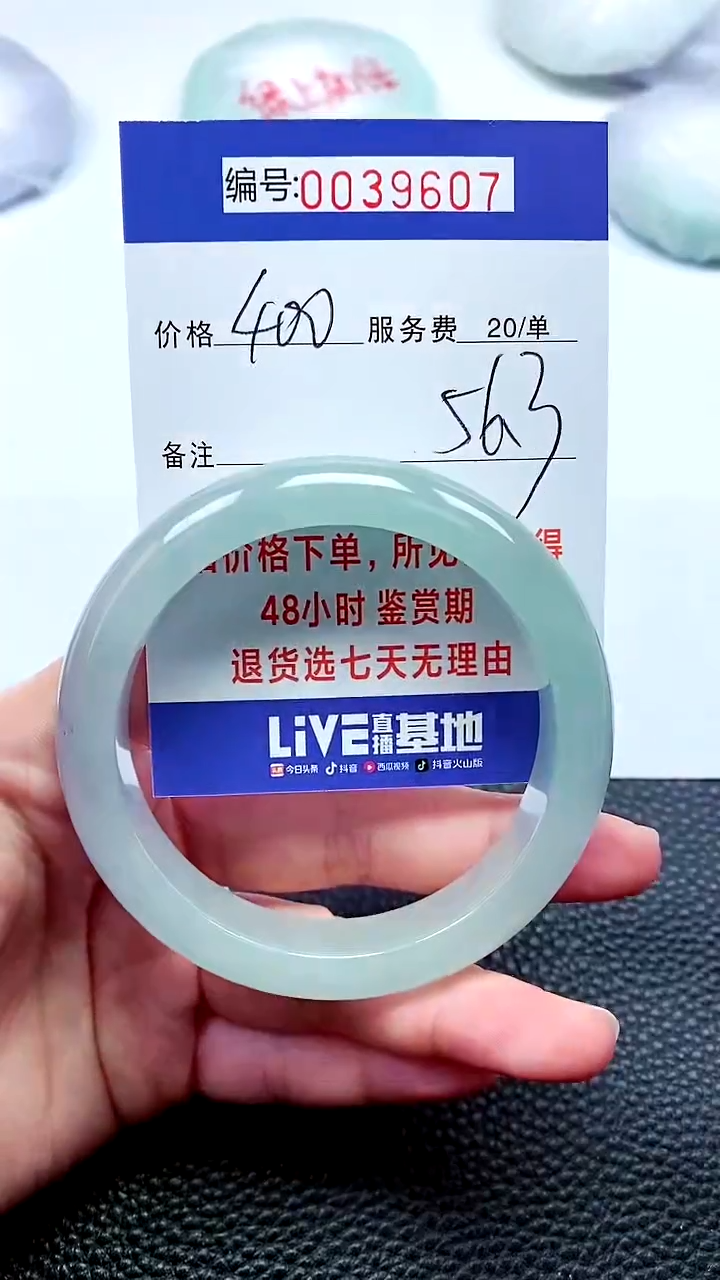 编号:0039607
价格 400 服务费 20/单
563
备注
价格下单，所见 得
48小时 鉴赏期
退货选七天无理由
LiVE直播基地
今日头条 抖音 西瓜视频 抖音火山版